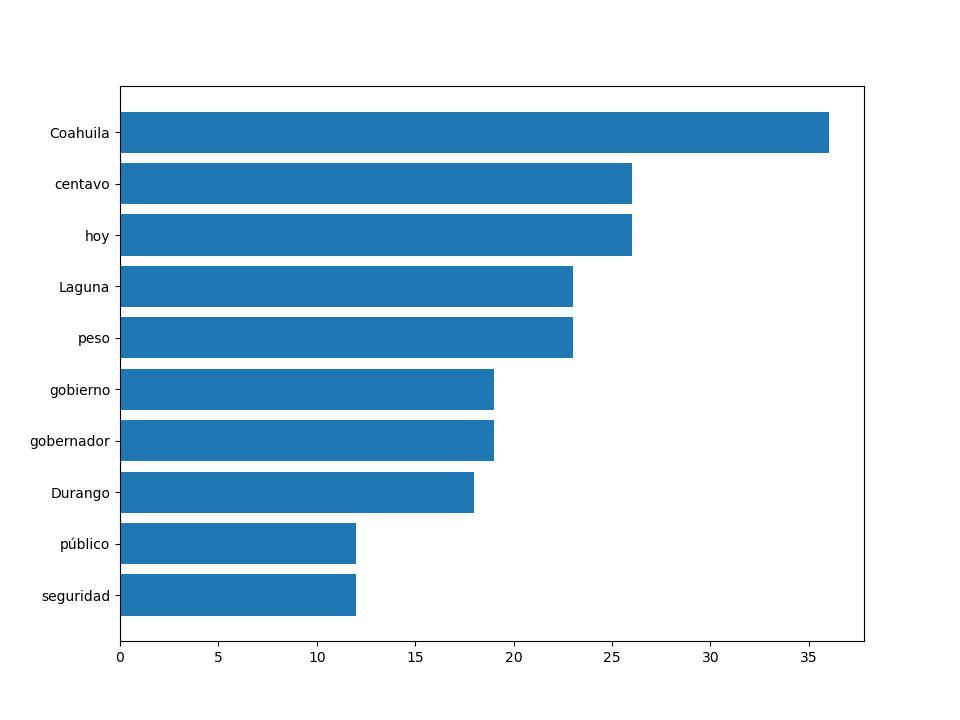 Coahuila
centavo
hoy
Laguna
peso
gobierno
gobernador
Durango
público
seguridad
0 5 10 15 20 25 30 35